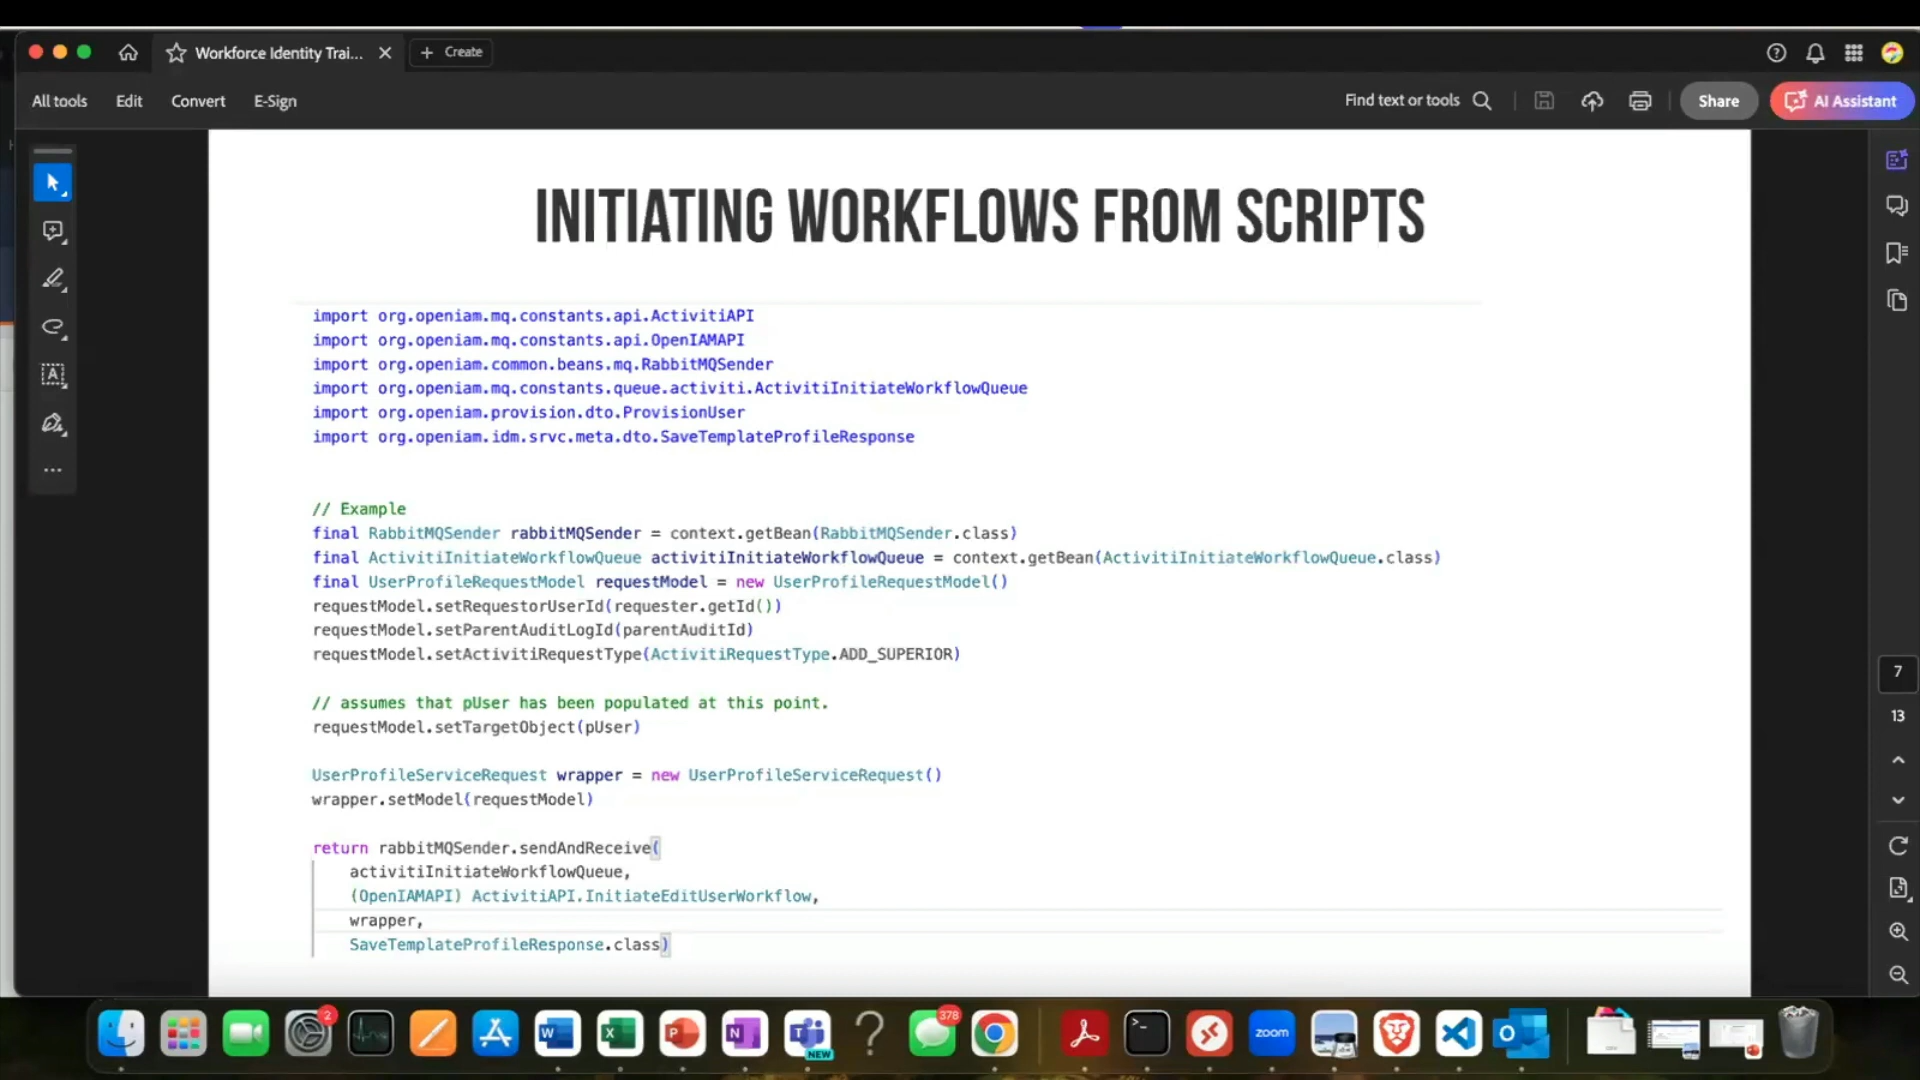 Workforce Identity Trai...
Create
All tools
Edit
Convert
E-Sign
Find text or tools
Share
AI Assistant
INITIATING WORKFLOWS FROM SCRIPTS
import org.openiam.mq.constants.api.ActivitiAPI
import org.openiam.mq.constants.api.OpenIAMAPI
import org.openiam.common.beans.mq.RabbitMQSender
import org.openiam.mq.constants.queue.activiti.ActivitiInitiateWorkflowQueue
import org.openiam.provision.dto.ProvisionUser
import org.openiam.idm.srvc.meta.dto.SaveTemplateProfileResponse
// Example
final RabbitMQSender rabbitMQSender = context.getBean(RabbitMQSender.class)
final ActivitiInitiateWorkflowQueue activitiInitiateWorkflowQueue = context.getBean(ActivitiInitiateWorkflowQueue.class)
final UserProfileRequestModel requestModel = new UserProfileRequestModel()
requestModel.setRequestorUserId(requester.getId())
requestModel.setParentAuditLogId(parentAuditId)
requestModel.setActivitiRequestType(ActivitiRequestType.ADD_SUPERIOR)
// assumes that pUser has been populated at this point.
requestModel.setTargetObject(pUser)
UserProfileServiceRequest wrapper = new UserProfileServiceRequest()
wrapper.setModel(requestModel)
return rabbitMQSender.sendAndReceive(
activitiInitiateWorkflowQueue,
(OpenIAMAPI) ActivitiAPI.InitiateEditUserWorkflow,
wrapper,
SaveTemplateProfileResponse.class)
7
13
2
NEW
378
zoom